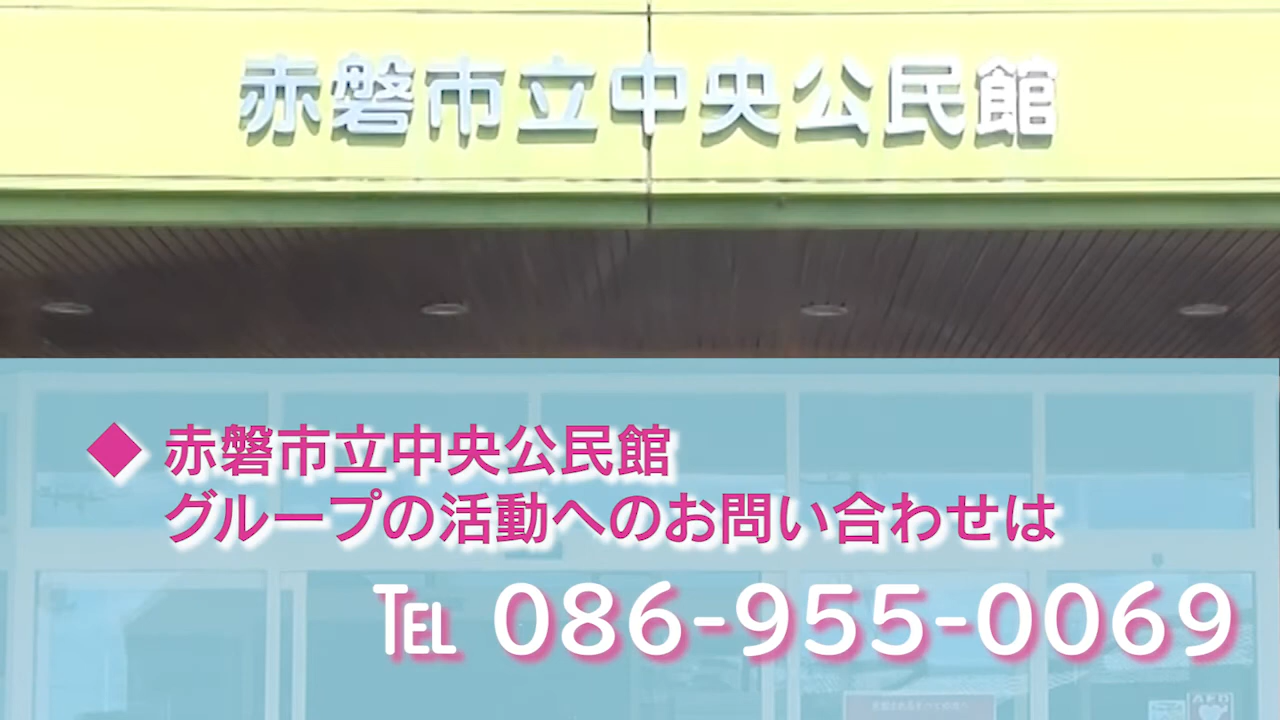 赤磐市立中央公民館
◆ 赤磐市立中央公民館
グループの活動へのお問い合わせは
℡ 086-955-0069
AED